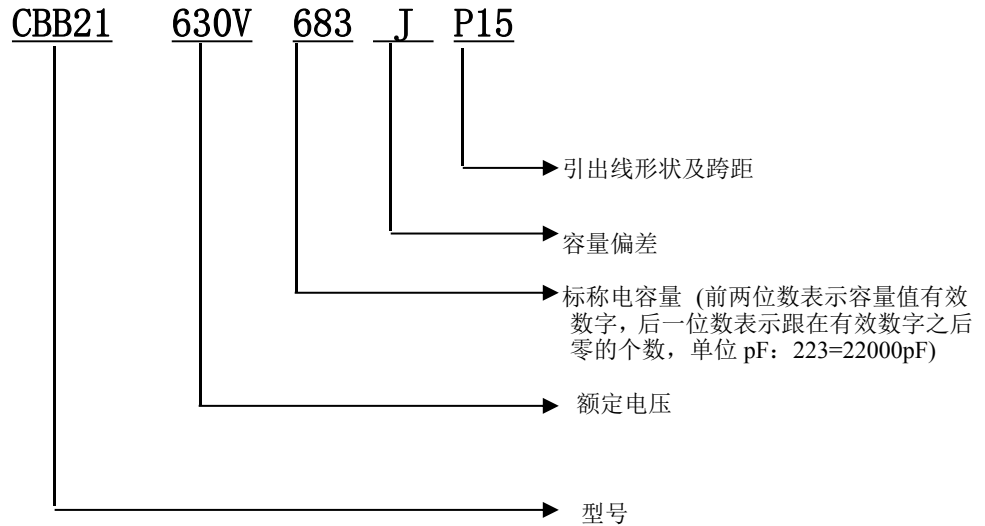 CBB21 630V 683 J P15
引出线形状及跨距
容量偏差
标称电容量 (前两位数表示容量值有效
数字，后一位数表示跟在有效数字之后
零的个数，单位 pF：223=22000pF)
额定电压
型号